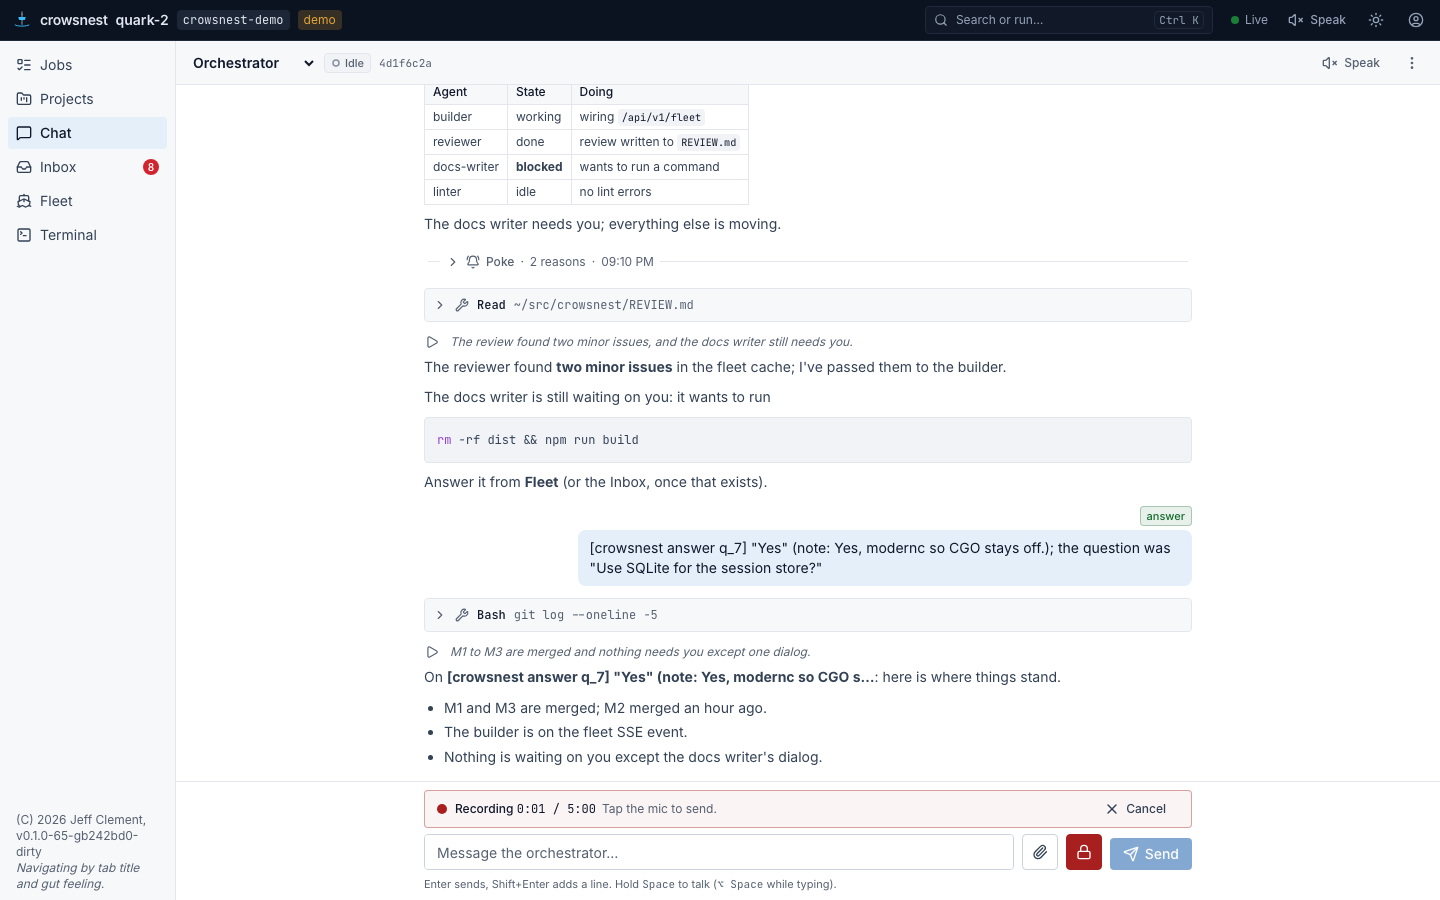 crowsnest quark-2 crowsnest-demo demo Search or run... Ctrl K Live Speak
Jobs
Projects
Chat
Inbox 8
Fleet
Terminal
(C) 2026 Jeff Clement,
v0.1.0-65-gb242bd0-
dirty
Navigating by tab title
and gut feeling.
Orchestrator Idle 4d1f6c2a Speak
Agent State Doing
builder working wiring /api/v1/fleet
reviewer done review written to REVIEW.md
docs-writer blocked wants to run a command
linter idle no lint errors
The docs writer needs you; everything else is moving.
Poke · 2 reasons · 09:10 PM
Read ~/src/crowsnest/REVIEW.md
The review found two minor issues, and the docs writer still needs you.
The reviewer found two minor issues in the fleet cache; I've passed them to the builder.
The docs writer is still waiting on you: it wants to run
rm -rf dist && npm run build
Answer it from Fleet (or the Inbox, once that exists).
answer
[crowsnest answer q_7] "Yes" (note: Yes, modernc so CGO stays off.); the question was
"Use SQLite for the session store?"
Bash git log --oneline -5
M1 to M3 are merged and nothing needs you except one dialog.
On [crowsnest answer q_7] "Yes" (note: Yes, modernc so CGO s...: here is where things stand.
• M1 and M3 are merged; M2 merged an hour ago.
• The builder is on the fleet SSE event.
• Nothing is waiting on you except the docs writer's dialog.
Recording 0:01 / 5:00 Tap the mic to send. Cancel
Message the orchestrator... Send
Enter sends, Shift+Enter adds a line. Hold Space to talk (⌥ Space while typing).